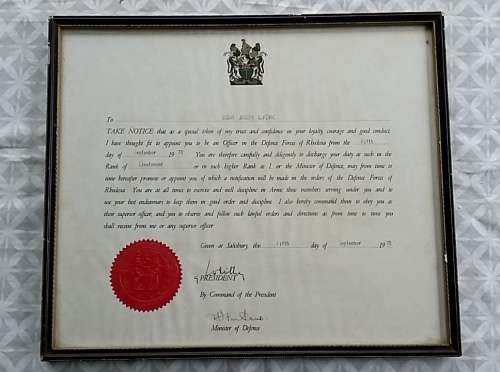 To
TAKE NOTICE that as a special token of my trust and confidence in your loyalty courage and good conduct
I have thought fit to appoint you to be an Officer in the Defence Forces of Rhodesia from the Fifth
day of September 1975 You are therefore carefully and diligently to discharge your duty as such in the
Rank of Lieutenant or in such higher Rank as I, or the Minister of Defence, may from time to
time hereafter promote or appoint you, of which a notification will be made in the orders of the Defence Forces of
Rhodesia You are at all times to exercise and well discipline in Arms those members serving under you and to
use your best endeavours to keep them in good order and discipline I also hereby command them to obey you as
their superior officer, and you to observe and follow such lawful orders and directions as from time to time you
shall receive from me or any superior officer
Given at Salisbury, this Fifth day of September 1975
PRESIDENT
By Command of the President
Minister of Defence